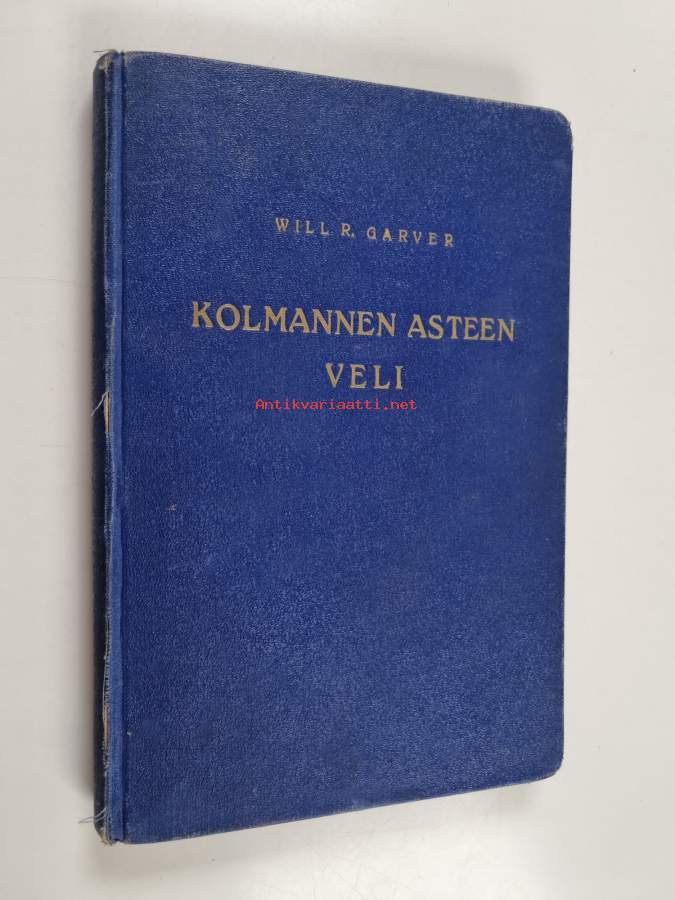 WILL R. GARVER
KOLMANNEN ASTEEN
VELI
Antikvariaatti.net